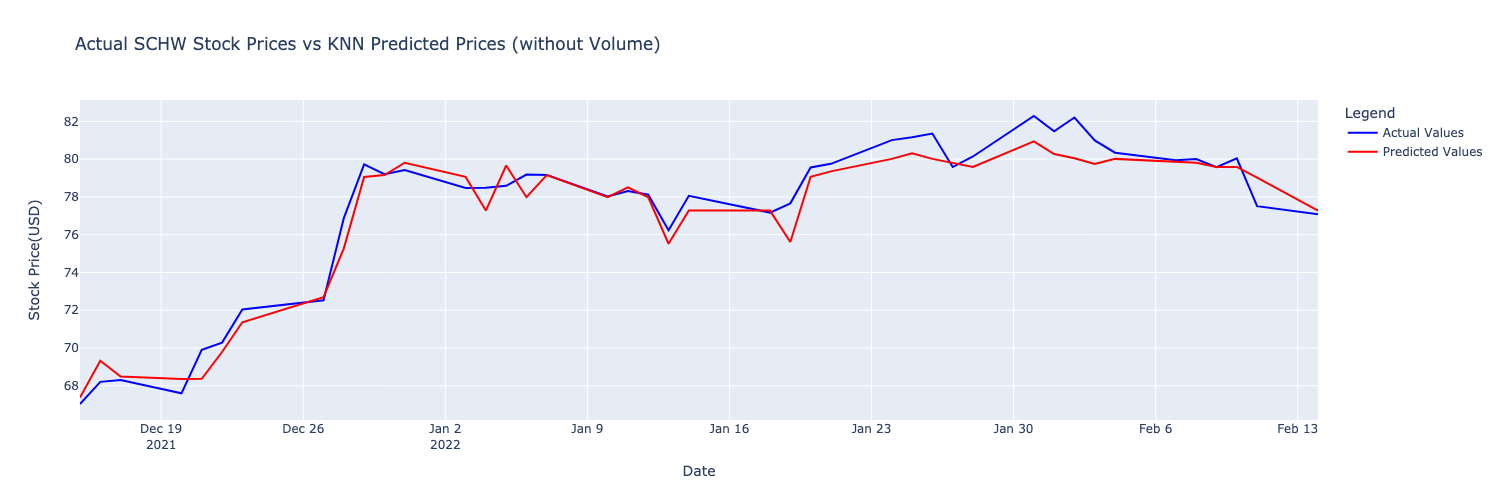 Actual SCHW Stock Prices vs KNN Predicted Prices (without Volume)
Legend
Actual Values
Predicted Values
Stock Price(USD)
82
80
78
76
74
72
70
68
Dec 19
2021
Dec 26
Jan 2
2022
Jan 9
Jan 16
Jan 23
Jan 30
Feb 6
Feb 13
Date